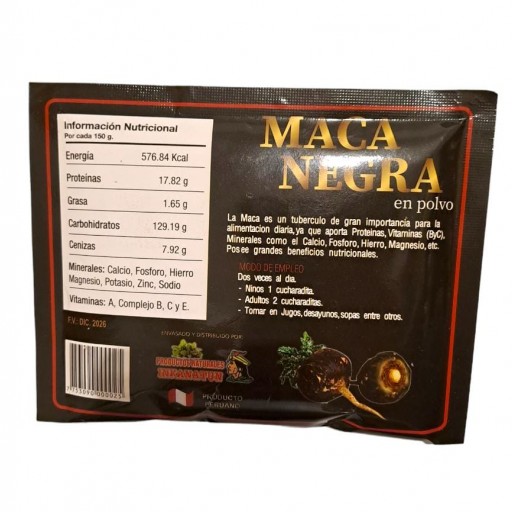 Información Nutricional
Por cada 150 g.
Energía 576.84 Kcal
Proteinas 17.82 g
Grasa 1.65 g
Carbohidratos 129.19 g
Cenizas 7.92 g
Minerales: Calcio, Fosforo, Hierro
Magnesio, Potasio, Zinc, Sodio
Vitaminas: A, Complejo B, C y E.
F.V.: DIC. 2026
MACA
NEGRA
en polvo
La Maca es un tuberculo de gran importancia para la
alimentacion diaria, ya que aporta Proteinas, Vitaminas (ByC),
Minerales como el Calcio, Fosforo, Hierro, Magnesio, etc.
Posee grandes beneficios nutricionales.
MODO DE EMPLEO
Dos veces al dia.
- Ninos 1 cucharadita.
- Adultos 2 cucharaditas.
- Tomar en Jugos, desayunos, sopas entre otros.
ENVASADO Y DISTRIBUIDO POR:
PRODUCTOS NATURALES
PRODUCTO
PERUANO